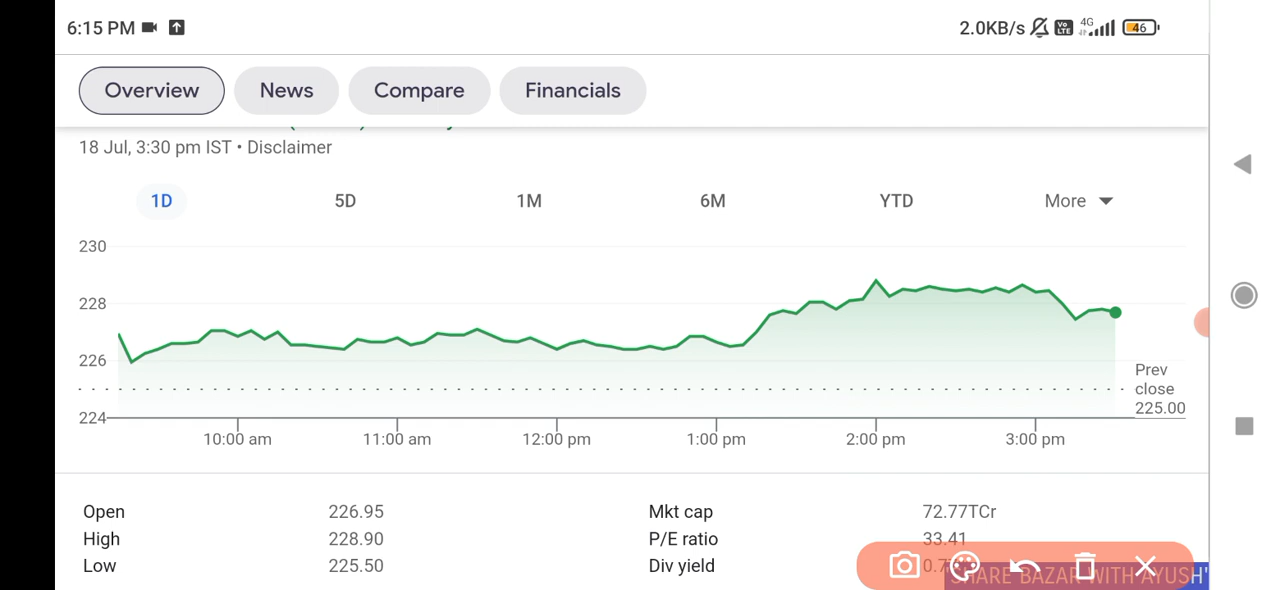 6:15 PM
2.0KB/s Vo LTE 4G 46
Overview News Compare Financials
18 Jul, 3:30 pm IST • Disclaimer
1D 5D 1M 6M YTD More
230
228
226
224
Prev
close
225.00
10:00 am 11:00 am 12:00 pm 1:00 pm 2:00 pm 3:00 pm
Open 226.95 Mkt cap 72.77TCr
High 228.90 P/E ratio 33.41
Low 225.50 Div yield
SHARE BAZAR WITH AYUSH'